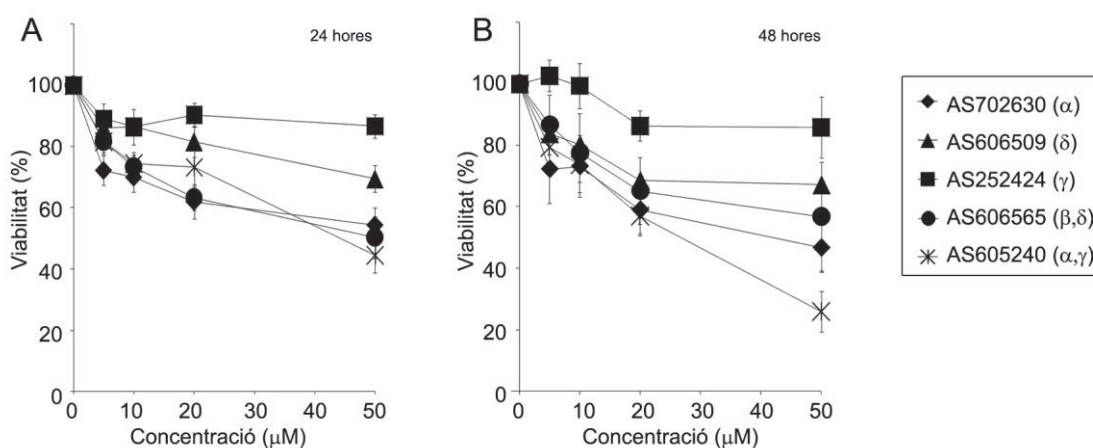 A
24 hores
100
80
60
40
20
0
Viabilitat (%)
0
10
20
30
40
50
Concentració (μM)
B
48 hores
100
80
60
40
20
0
Viabilitat (%)
0
10
20
30
40
50
Concentració (μM)
AS702630 (α)
AS606509 (δ)
AS252424 (γ)
AS606565 (β,δ)
AS605240 (α,γ)